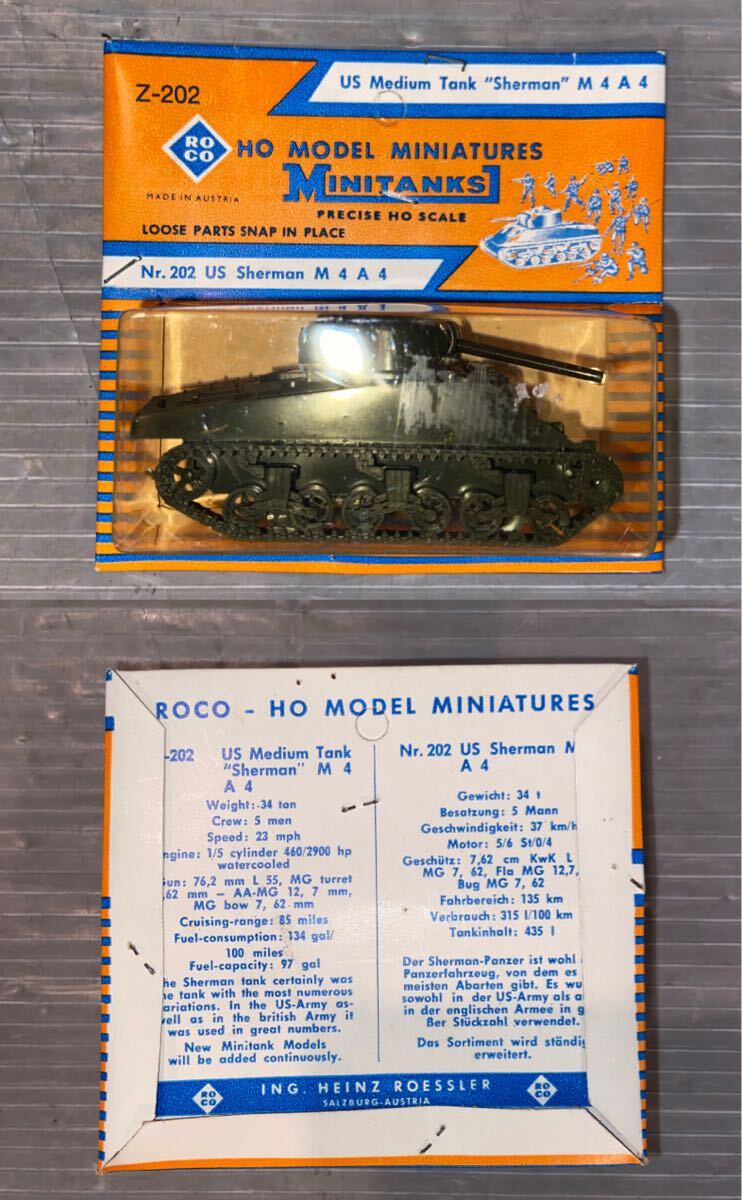 US Medium Tank "Sherman" M 4 A 4
Z-202
RO
CO
HO MODEL MINIATURES
MINITANKS
MADE IN AUSTRIA
PRECISE HO SCALE
LOOSE PARTS SNAP IN PLACE
Nr. 202 US Sherman M 4 A 4
ROCO - HO MODEL MINIATURES
-202 US Medium Tank
"Sherman" M 4
A 4
Weight: 34 ton
Crew: 5 men
Speed: 23 mph
ngine: 1/5 cylinder 460/2900 hp
watercooled
un: 76,2 mm L 55, MG turret
,62 mm – AA-MG 12, 7 mm,
MG bow 7, 62 mm
Cruising-range: 85 miles
Fuel-consumption: 134 gal/
100 miles
Fuel-capacity: 97 gal
he Sherman tank certainly was
e tank with the most numerous
ariations. In the US-Army as-
ell as in the british Army it
was used in great numbers.
New Minitank Models
will be added continuously.
Nr. 202 US Sherman M
A 4
Gewicht: 34 t
Besatzung: 5 Mann
Geschwindigkeit: 37 km/h
Motor: 5/6 St/0/4
Geschütz: 7,62 cm KwK L
MG 7, 62, Fla MG 12,7,
Bug MG 7, 62
Fahrbereich: 135 km
Verbrauch: 315 l/100 km
Tankinhalt: 435 l
Der Sherman-Panzer ist wohl
Panzerfahrzeug, von dem es
meisten Abarten gibt. Es wu
sowohl in der US-Army als a
in der englischen Armee in g
ßer Stückzahl verwendet.
Das Sortiment wird ständig
erweitert.
RO
CO
ING. HEINZ ROESSLER
SALZBURG-AUSTRIA
RO
CO